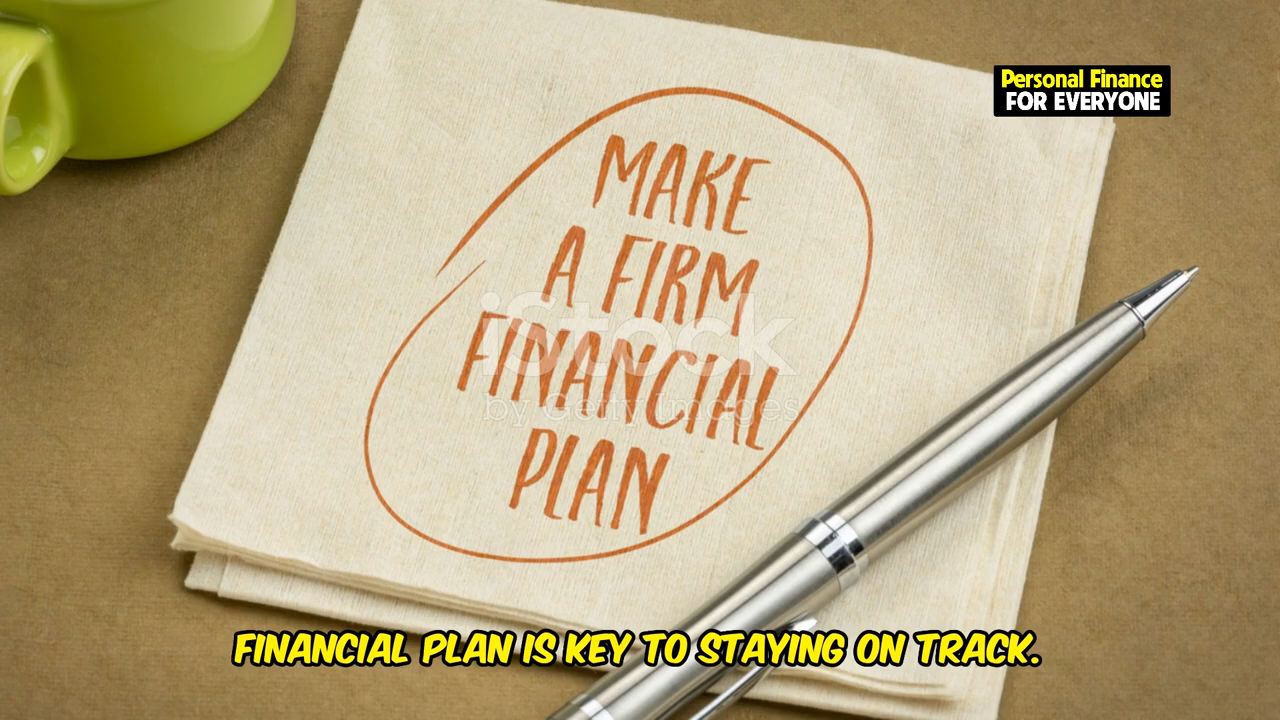 Personal Finance
FOR EVERYONE
MAKE
A FIRM
FINANCIAL
PLAN
iStock
by Getty Images
FINANCIAL PLAN IS KEY TO STAYING ON TRACK.